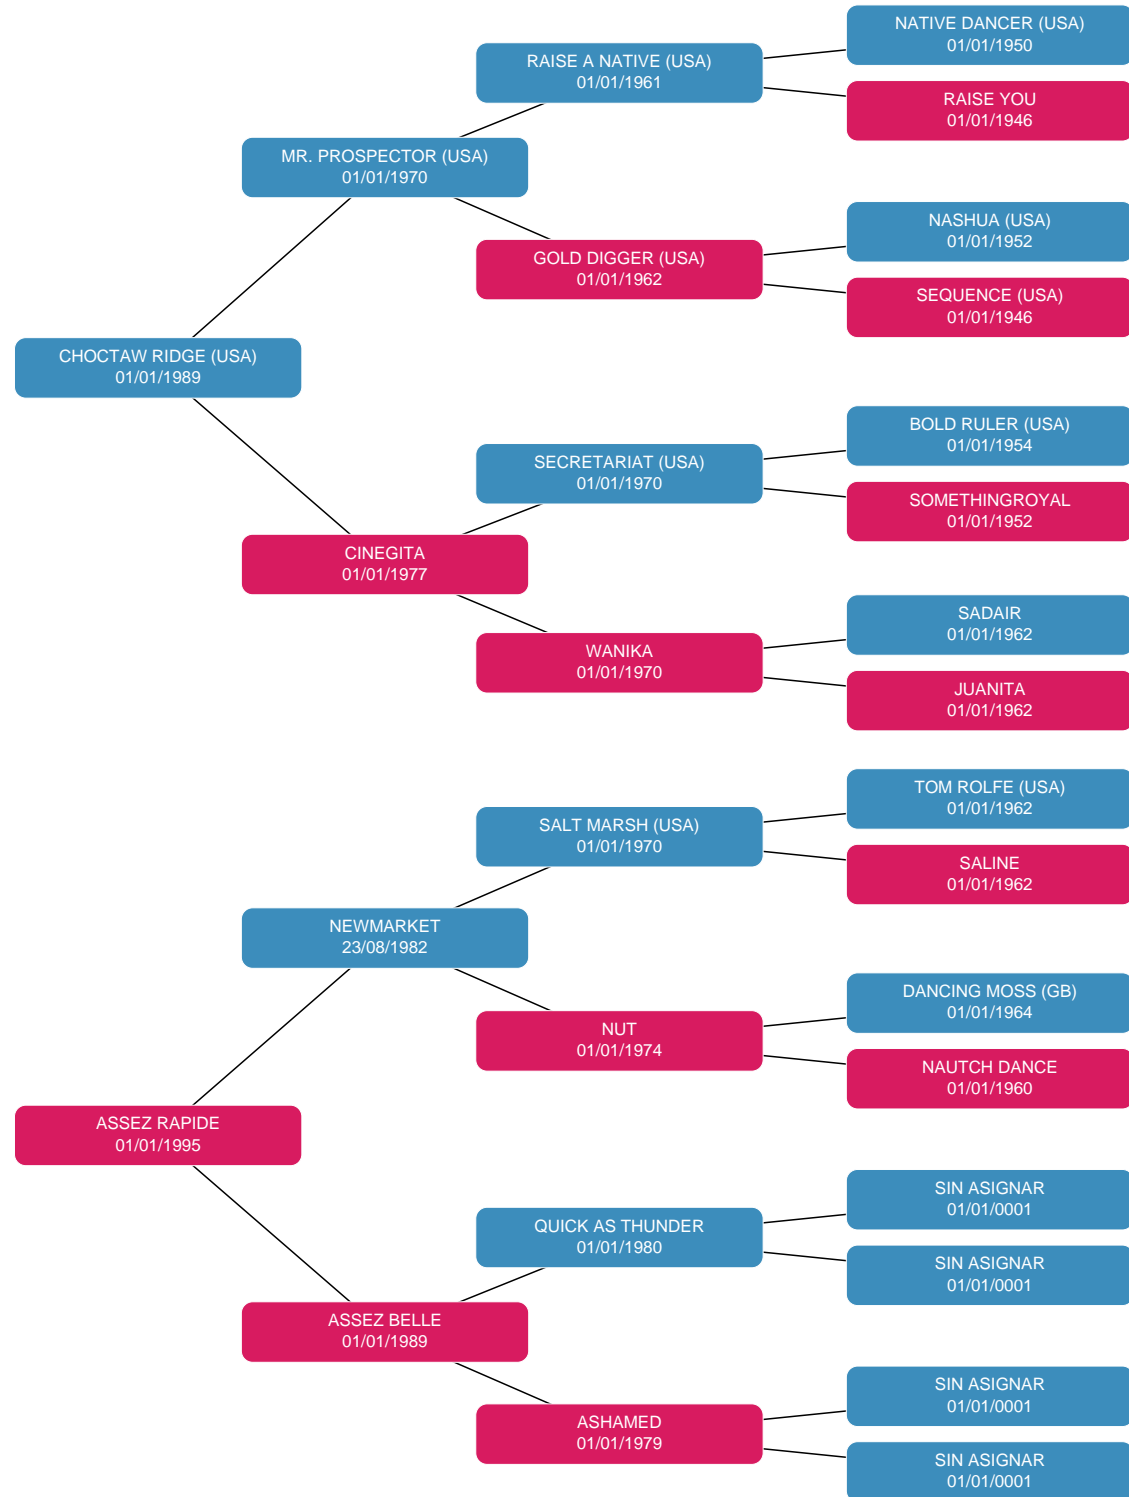 NATIVE DANCER (USA)
01/01/1950
RAISE A NATIVE (USA)
01/01/1961
RAISE YOU
01/01/1946
MR. PROSPECTOR (USA)
01/01/1970
NASHUA (USA)
01/01/1952
GOLD DIGGER (USA)
01/01/1962
SEQUENCE (USA)
01/01/1946
CHOCTAW RIDGE (USA)
01/01/1989
BOLD RULER (USA)
01/01/1954
SECRETARIAT (USA)
01/01/1970
SOMETHINGROYAL
01/01/1952
CINEGITA
01/01/1977
SADAIR
01/01/1962
WANIKA
01/01/1970
JUANITA
01/01/1962
TOM ROLFE (USA)
01/01/1962
SALT MARSH (USA)
01/01/1970
SALINE
01/01/1962
NEWMARKET
23/08/1982
DANCING MOSS (GB)
01/01/1964
NUT
01/01/1974
NAUTCH DANCE
01/01/1960
ASSEZ RAPIDE
01/01/1995
SIN ASIGNAR
01/01/0001
QUICK AS THUNDER
01/01/1980
SIN ASIGNAR
01/01/0001
ASSEZ BELLE
01/01/1989
SIN ASIGNAR
01/01/0001
ASHAMED
01/01/1979
SIN ASIGNAR
01/01/0001